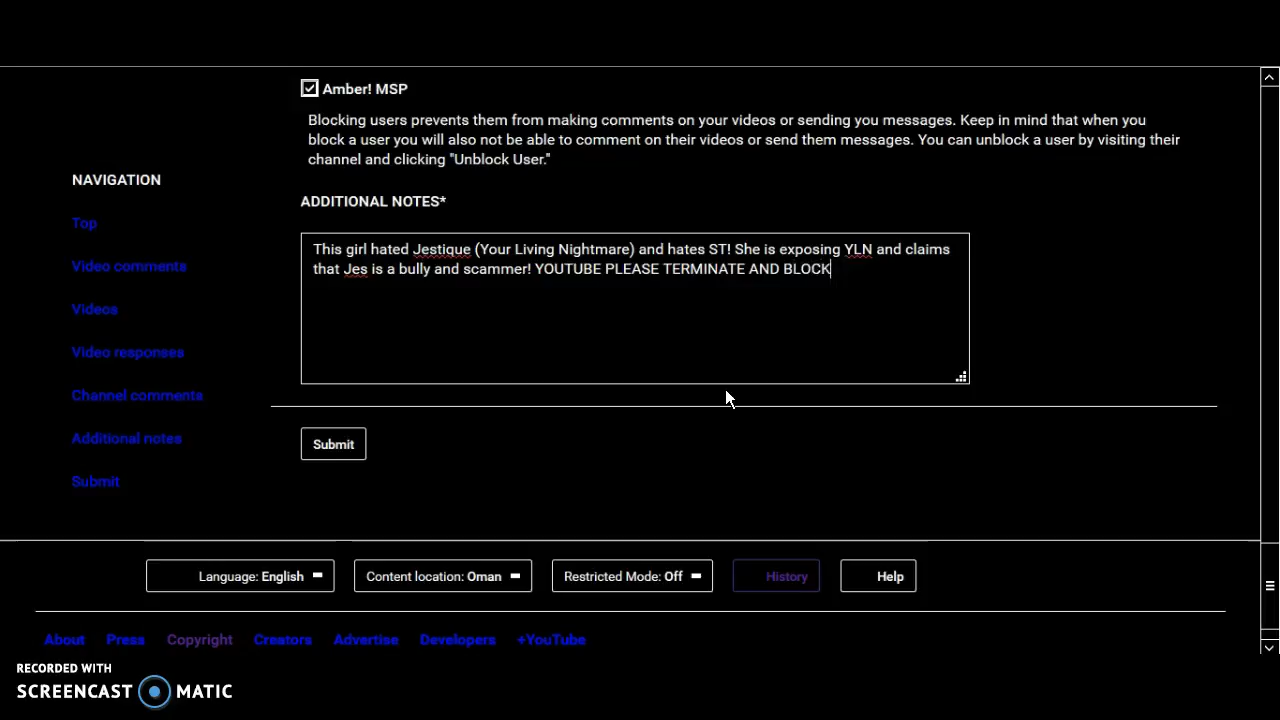 Amber! MSP
Blocking users prevents them from making comments on your videos or sending you messages. Keep in mind that when you
block a user you will also not be able to comment on their videos or send them messages. You can unblock a user by visiting their
channel and clicking "Unblock User."
NAVIGATION
Top
Video comments
Videos
Video responses
Channel comments
Additional notes
Submit
ADDITIONAL NOTES*
This girl hated Jestique (Your Living Nightmare) and hates ST! She is exposing YLN and claims
that Jes is a bully and scammer! YOUTUBE PLEASE TERMINATE AND BLOCK
Submit
Language: English
Content location: Oman
Restricted Mode: Off
History
Help
About Press Copyright Creators Advertise Developers +YouTube
RECORDED WITH
SCREENCAST MATIC